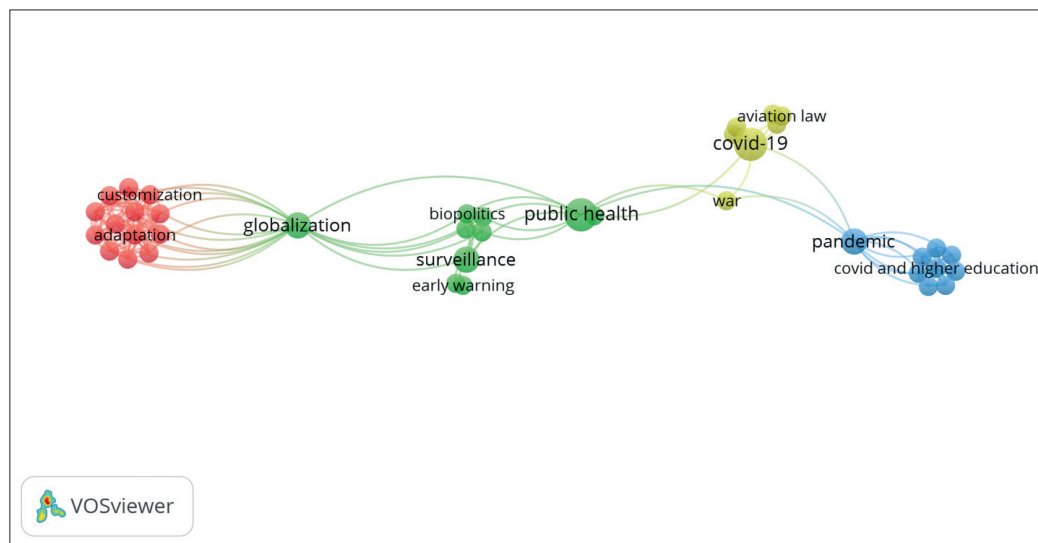 customization
adaptation
globalization
biopolitics
surveillance
early warning
public health
aviation law
covid-19
war
pandemic
covid and higher education
VOSviewer